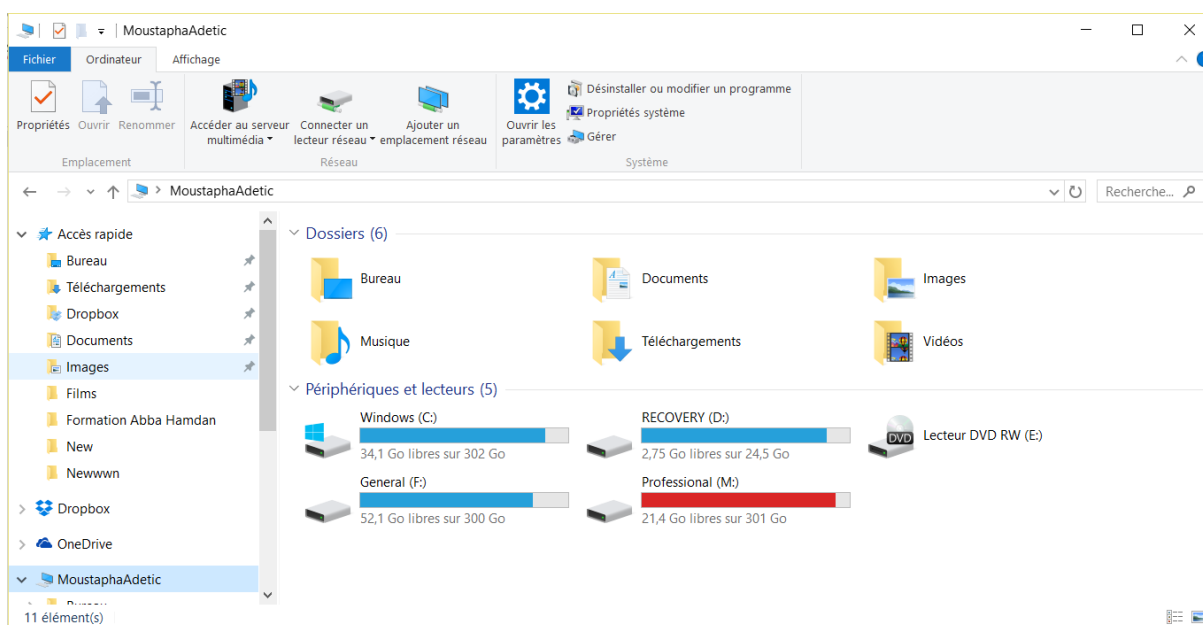 MoustaphaAdetic
Fichier Ordinateur Affichage
Propriétés Ouvrir Renommer Accéder au serveur multimédia Connecter un lecteur réseau Ajouter un emplacement réseau Ouvrir les paramètres
Désinstaller ou modifier un programme
Propriétés système
Gérer
Emplacement Réseau Système
MoustaphaAdetic Recherche...
Accès rapide
Bureau
Téléchargements
Dropbox
Documents
Images
Films
Formation Abba Hamdan
New
Newwwn
Dropbox
OneDrive
MoustaphaAdetic
Dossiers (6)
Bureau Documents Images
Musique Téléchargements Vidéos
Périphériques et lecteurs (5)
Windows (C:)
34,1 Go libres sur 302 Go
RECOVERY (D:)
2,75 Go libres sur 24,5 Go
DVD
Lecteur DVD RW (E:)
General (F:)
52,1 Go libres sur 300 Go
Professional (M:)
21,4 Go libres sur 301 Go
11 élément(s)